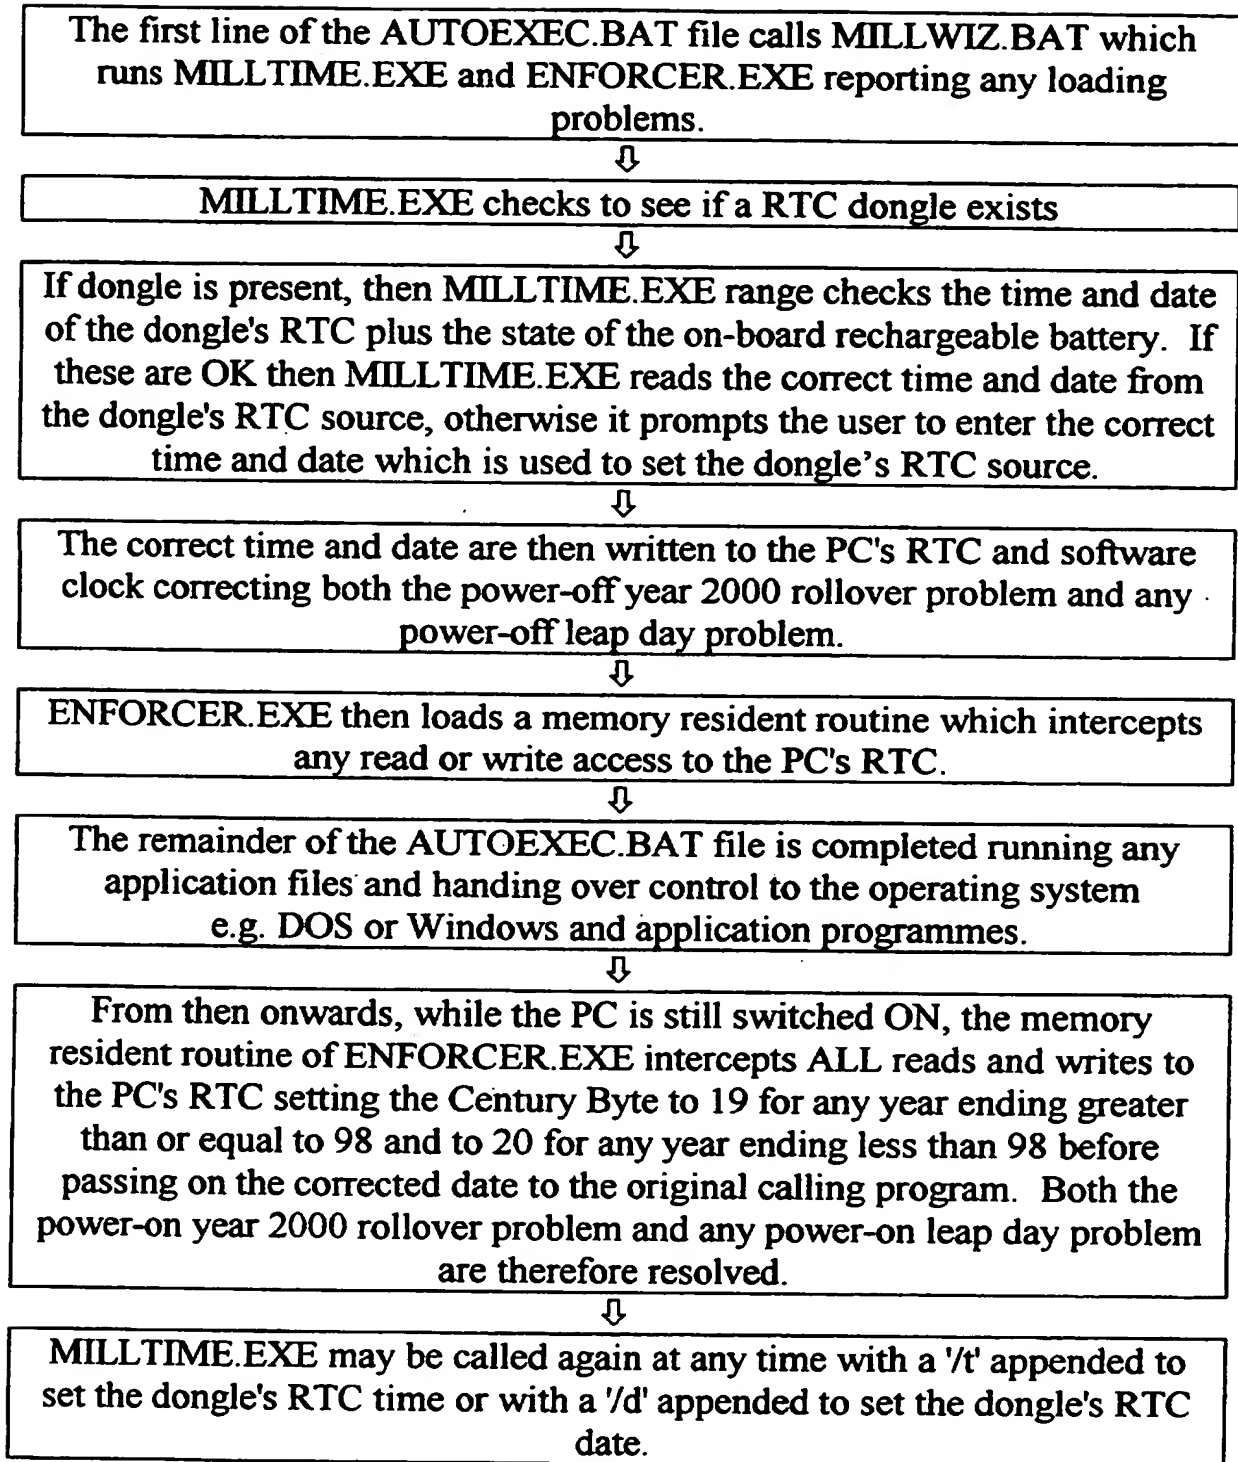 The first line of the AUTOEXEC.BAT file calls MILLWIZ.BAT which
runs MILLTIME.EXE and ENFORCER.EXE reporting any loading
problems.
MILLTIME.EXE checks to see if a RTC dongle exists
If dongle is present, then MILLTIME.EXE range checks the time and date
of the dongle's RTC plus the state of the on-board rechargeable battery. If
these are OK then MILLTIME.EXE reads the correct time and date from
the dongle's RTC source, otherwise it prompts the user to enter the correct
time and date which is used to set the dongle's RTC source.
The correct time and date are then written to the PC's RTC and software
clock correcting both the power-off year 2000 rollover problem and any
power-off leap day problem.
ENFORCER.EXE then loads a memory resident routine which intercepts
any read or write access to the PC's RTC.
The remainder of the AUTOEXEC.BAT file is completed running any
application files and handing over control to the operating system
e.g. DOS or Windows and application programmes.
From then onwards, while the PC is still switched ON, the memory
resident routine of ENFORCER.EXE intercepts ALL reads and writes to
the PC's RTC setting the Century Byte to 19 for any year ending greater
than or equal to 98 and to 20 for any year ending less than 98 before
passing on the corrected date to the original calling program. Both the
power-on year 2000 rollover problem and any power-on leap day problem
are therefore resolved.
MILLTIME.EXE may be called again at any time with a '/t' appended to
set the dongle's RTC time or with a '/d' appended to set the dongle's RTC
date.